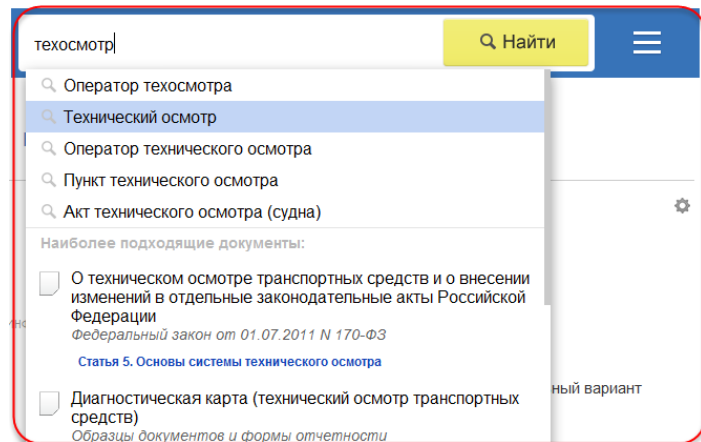 техосмотр
Найти
Оператор техосмотра
Технический осмотр
Оператор технического осмотра
Пункт технического осмотра
Акт технического осмотра (судна)
Наиболее подходящие документы:
О техническом осмотре транспортных средств и о внесении
изменений в отдельные законодательные акты Российской
Федерации
Федеральный закон от 01.07.2011 N 170-ФЗ
Статья 5. Основы системы технического осмотра
Диагностическая карта (технический осмотр транспортных
средств)
Образцы документов и формы отчетности
вариант